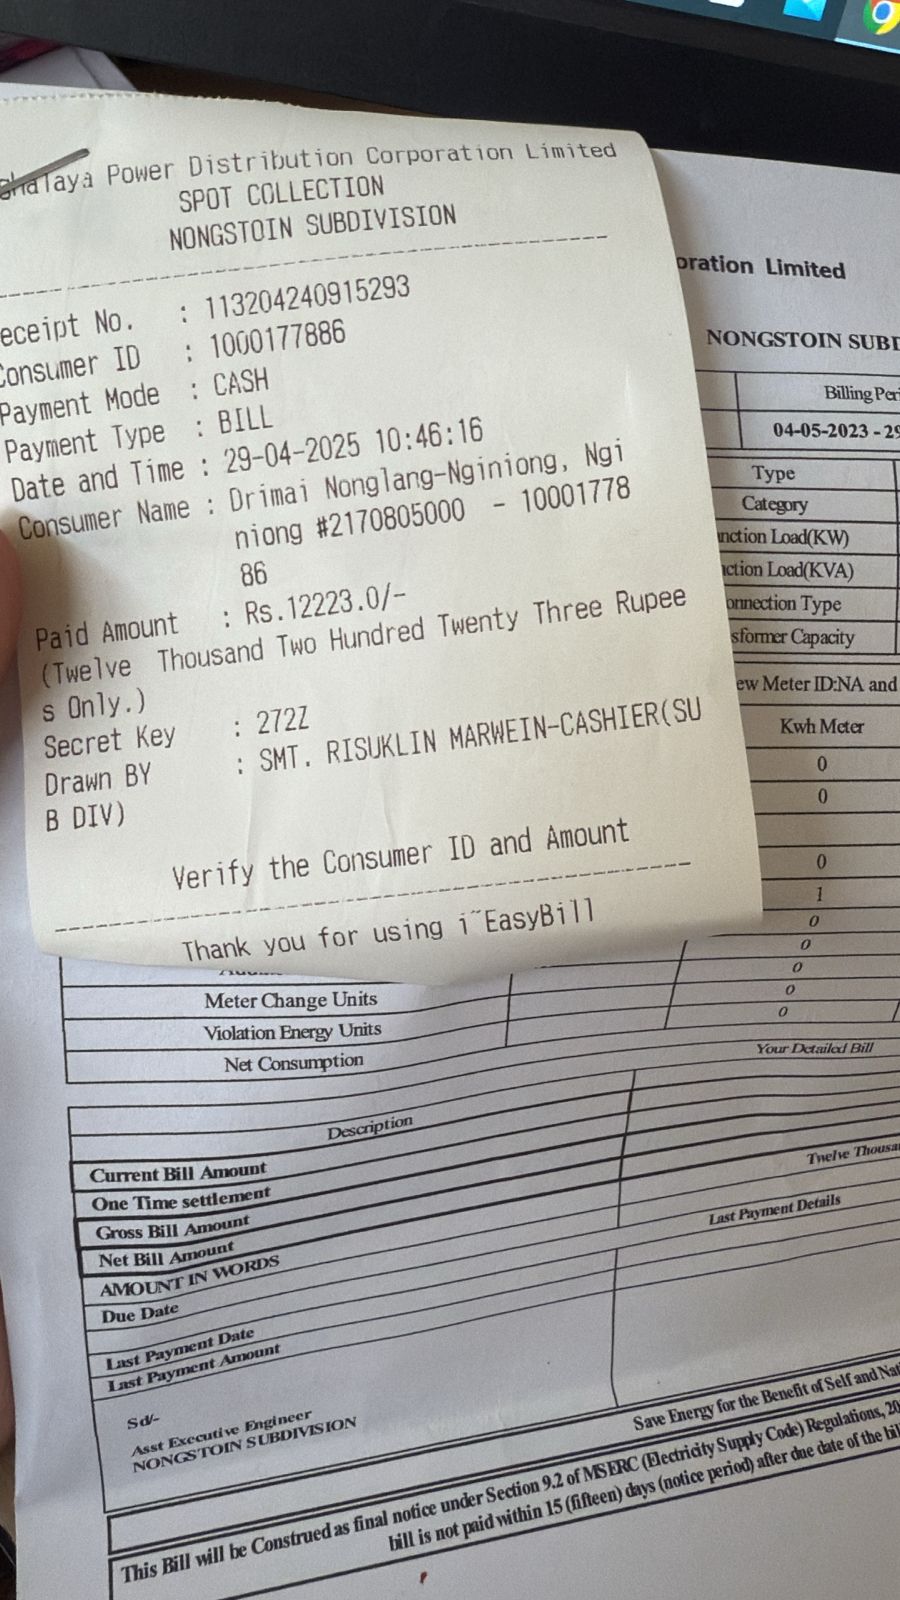 Power Distribution Corporation Limited
SPOT COLLECTION
NONGSTOIN SUBDIVISION
eceipt No. : 113204240915293
Consumer ID : 1000177886
Payment Mode : CASH
Payment Type : BILL
Date and Time : 29-04-2025 10:46:16
Consumer Name : Drimai Nonglang-Nginiong, Ngi
niong #2170805000 - 10001778
86
Paid Amount : Rs.12223.0/-
(Twelve Thousand Two Hundred Twenty Three Rupee
s Only.)
Secret Key : 272Z
Drawn BY : SMT. RISUKLIN MARWEIN-CASHIER(SU
B DIV)
Verify the Consumer ID and Amount
Thank you for using i~EasyBill
oration Limited
NONGSTOIN SUBD
Billing Peri
04-05-2023 - 29
Type
Category
nction Load(KW)
ction Load(KVA)
onnection Type
sformer Capacity
ew Meter ID:NA and
Kwh Meter
0
0
0
1
0
0
0
0
0
Meter Change Units
Violation Energy Units
Net Consumption
Your Detailed Bill
Description
Current Bill Amount
One Time settlement
Gross Bill Amount
Net Bill Amount
AMOUNT IN WORDS Twelve Thousa
Due Date
Last Payment Details
Last Payment Date
Last Payment Amount
Sd/-
Asst Executive Engineer
NONGSTOIN SUBDIVISION
Save Energy for the Benefit of Self and Nati
This Bill will be Construed as final notice under Section 9.2 of MSERC (Electricity Supply Code) Regulations, 20
bill is not paid within 15 (fifteen) days (notice period) after due date of the bil